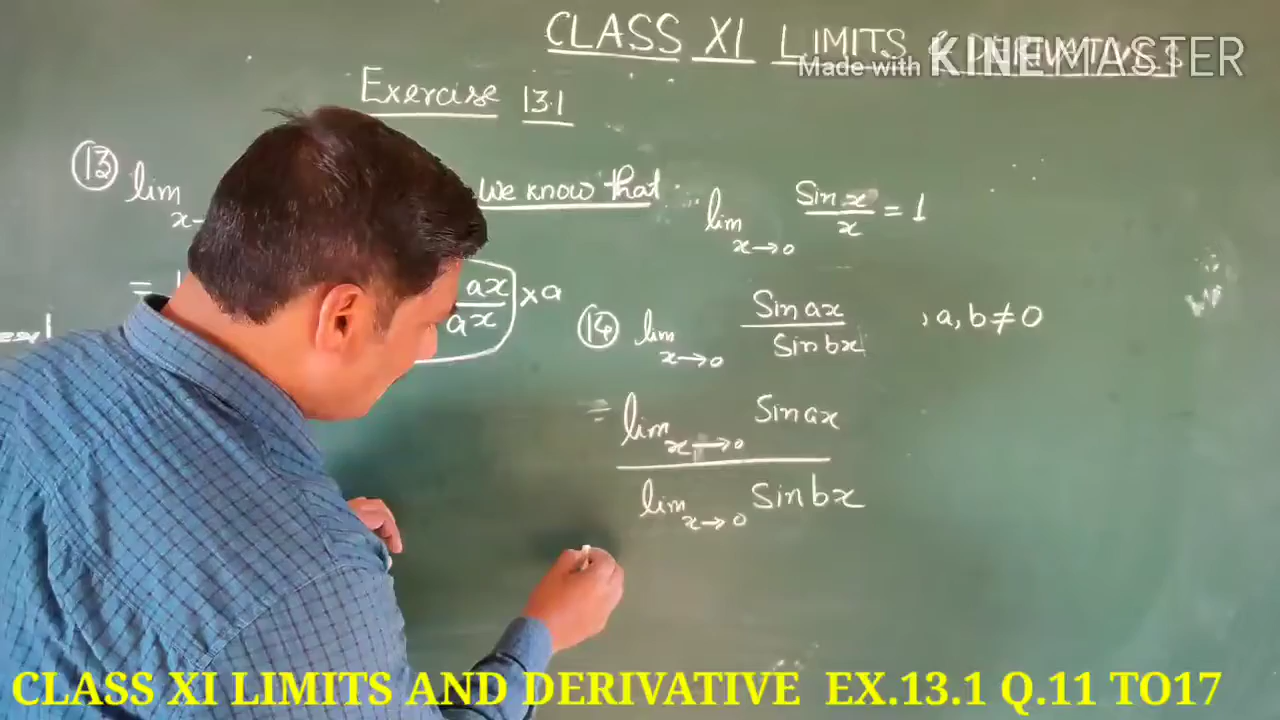 CLASS XI LIMITS & DERIVATIVES
Made with KINEMASTER
Exercise 13.1
⑬ lim x→
We know that lim x→0 Sin x / x = 1
=
ax / ax × a
⑭ lim x→0 Sin ax / Sin bx , a, b ≠ 0
= lim x→0 Sin ax
lim x→0 Sin bx
CLASS XI LIMITS AND DERIVATIVE EX.13.1 Q.11 TO17